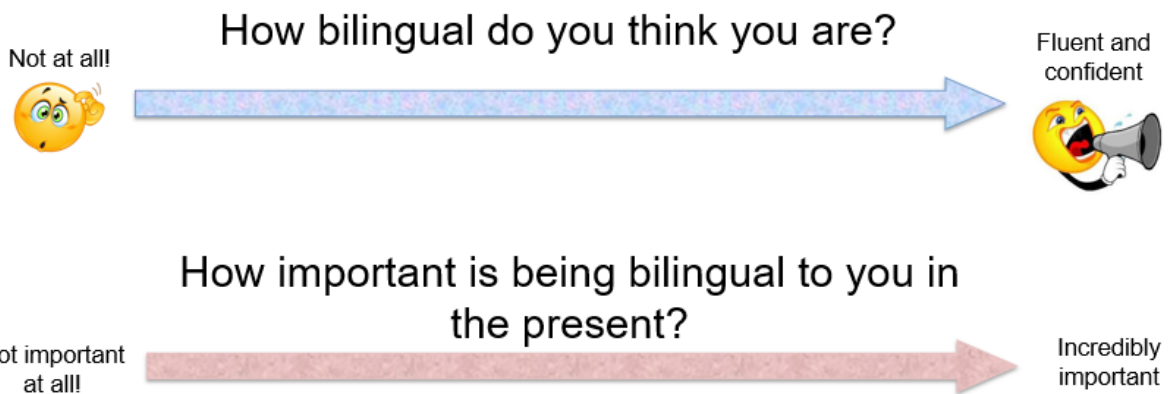 How bilingual do you think you are?
Not at all!
Fluent and
confident
How important is being bilingual to you in
the present?
ot important
at all!
Incredibly
important